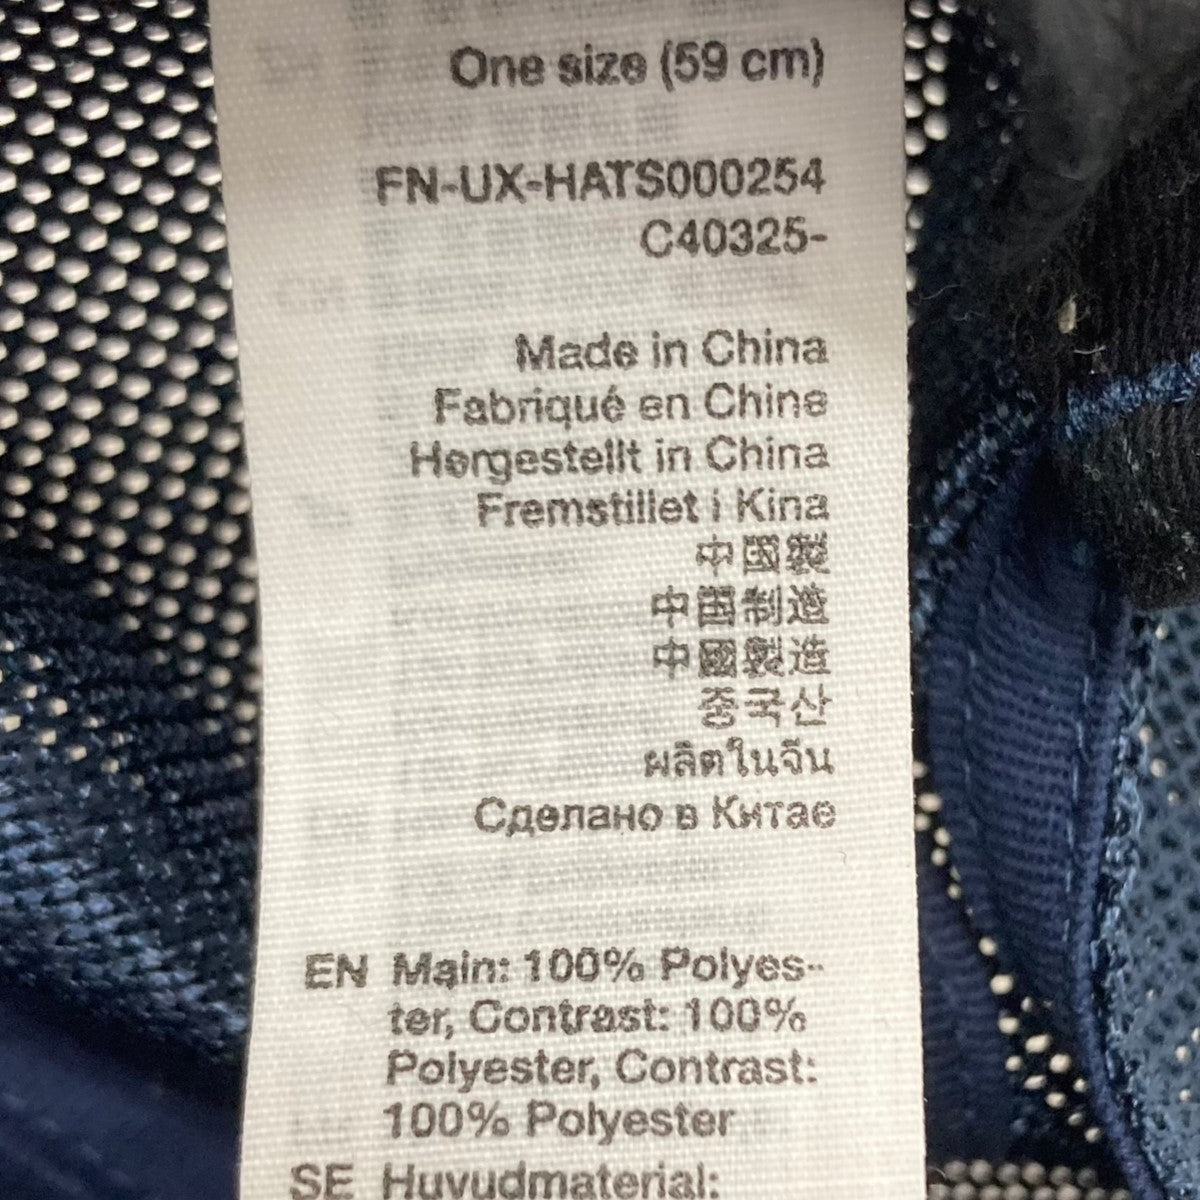 One size (59 cm)
FN-UX-HATS000254
C40325-
Made in China
Fabriqué en Chine
Hergestellt in China
Fremstillet i Kina
中國製
中国制造
中國製造
중국산
ผลิตในจีน
Сделано в Китае
EN Main: 100% Polyes-
ter, Contrast: 100%
Polyester, Contrast:
100% Polyester
SE Huvudmaterial: